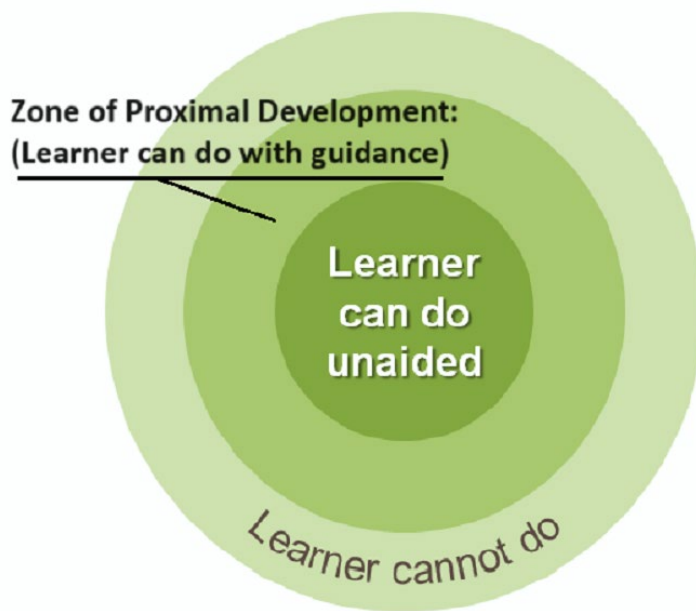 Zone of Proximal Development:
(Learner can do with guidance)
Learner
can do
unaided
Learner cannot do